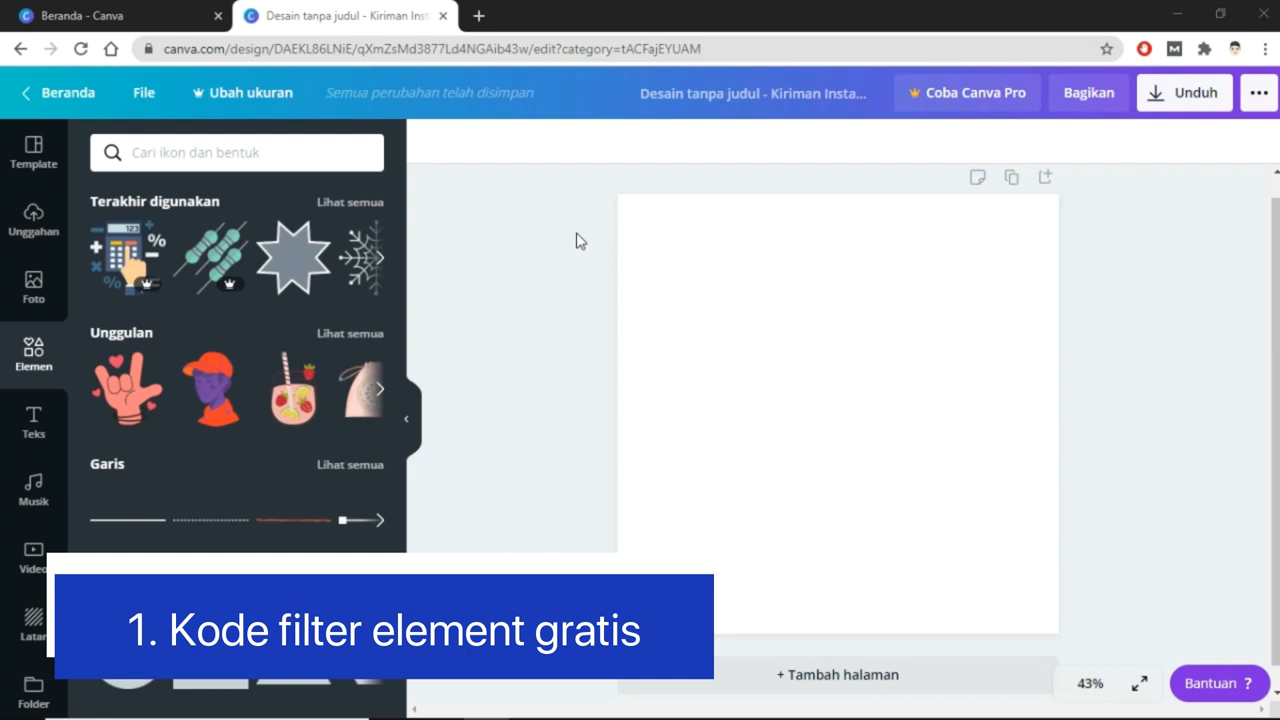 Beranda - Canva
Desain tanpa judul - Kiriman Inst
canva.com/design/DAEKL86LNiE/qXmZsMd3877Ld4NGAib43w/edit?category=tACFajEYUAM
Beranda File Ubah ukuran Semua perubahan telah disimpan Desain tanpa judul - Kiriman Insta... Coba Canva Pro Bagikan Unduh
Template
Unggahan
Foto
Elemen
Teks
Musik
Video
Latar
Folder
Cari ikon dan bentuk
Terakhir digunakan Lihat semua
Unggulan Lihat semua
Garis Lihat semua
1. Kode filter element gratis
+ Tambah halaman
43%
Bantuan ?